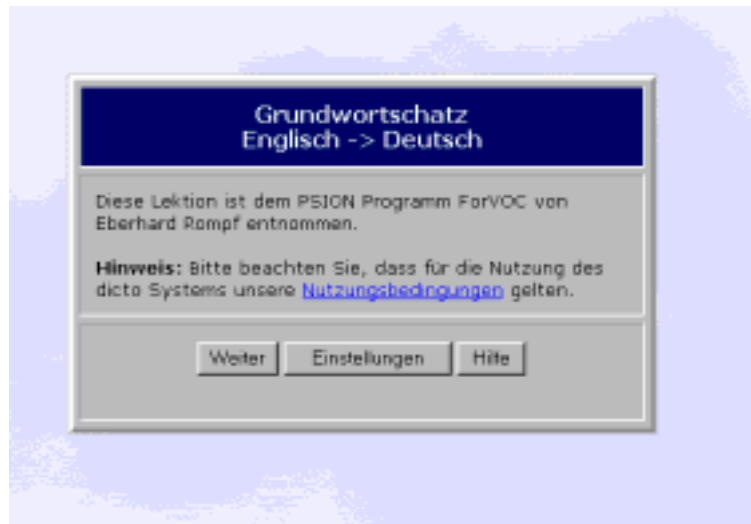 Grundwortschatz
Englisch -> Deutsch
Diese Lektion ist dem PSION Programm ForVOC von
Eberhard Rompf entnommen.
Hinweis: Bitte beachten Sie, dass für die Nutzung des
dicto Systems unsere Nutzungsbedingungen gelten.
Weiter Einstellungen Hilfe